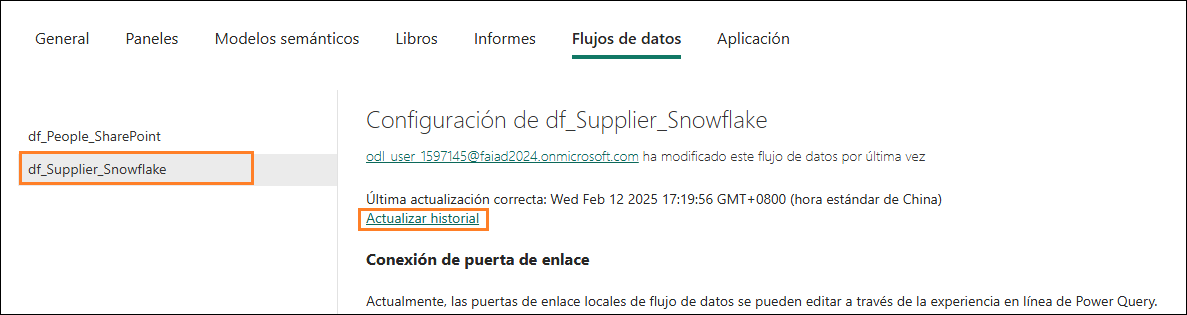 General Paneles Modelos semánticos Libros Informes Flujos de datos Aplicación
df_People_SharePoint
df_Supplier_Snowflake
Configuración de df_Supplier_Snowflake
odl_user_1597145@faiad2024.onmicrosoft.com ha modificado este flujo de datos por última vez
Última actualización correcta: Wed Feb 12 2025 17:19:56 GMT+0800 (hora estándar de China)
Actualizar historial
Conexión de puerta de enlace
Actualmente, las puertas de enlace locales de flujo de datos se pueden editar a través de la experiencia en línea de Power Query.